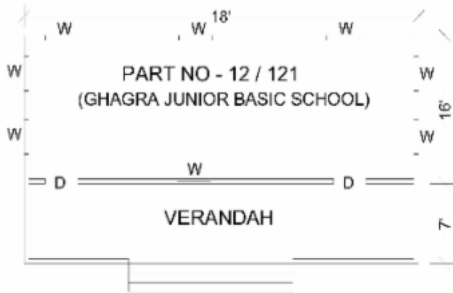 18'
W W W
W PART NO - 12 / 121 W
(GHAGRA JUNIOR BASIC SCHOOL)
16'
W W
W
D D
VERANDAH
7'